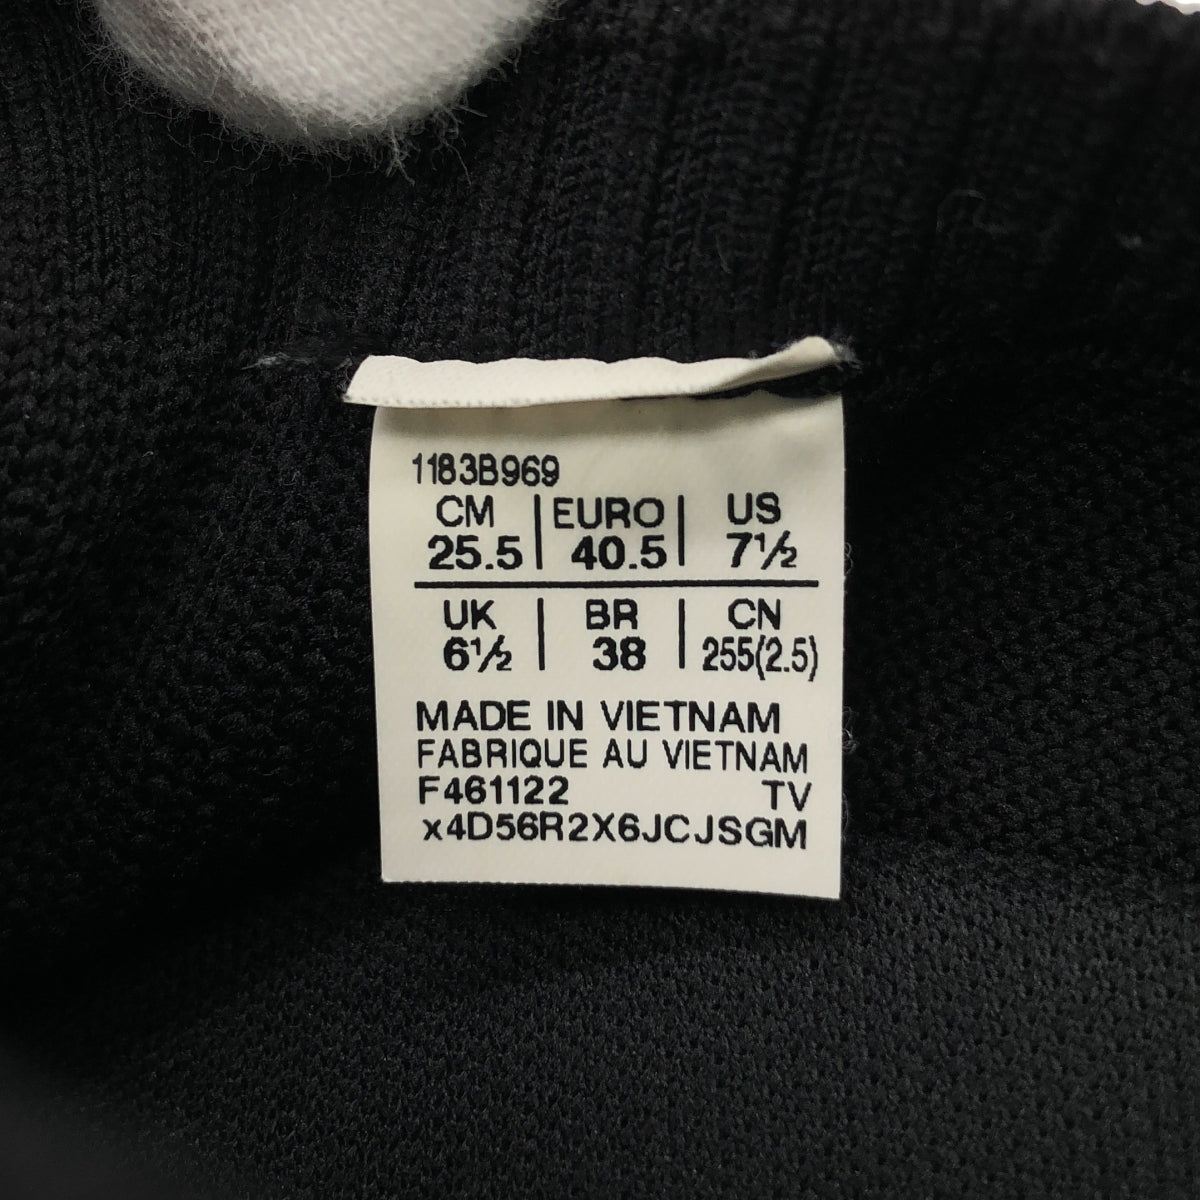 1183B969
CM | EURO | US
25.5 | 40.5 | 7½
UK | BR | CN
6½ | 38 | 255(2.5)
MADE IN VIETNAM
FABRIQUE AU VIETNAM
F461122 TV
x4D56R2X6JCJSGM